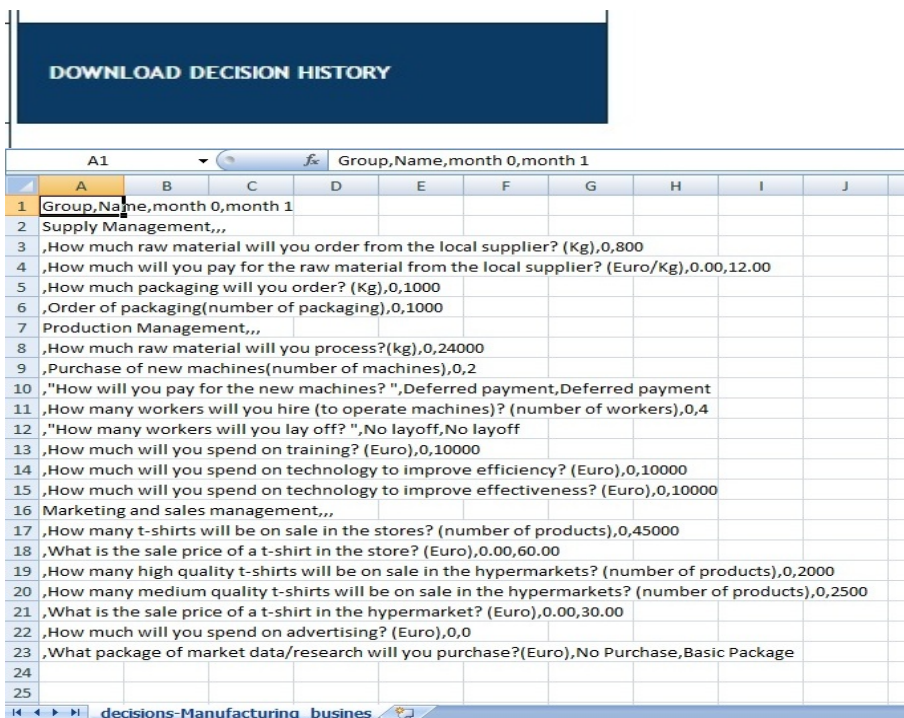 DOWNLOAD DECISION HISTORY
A1 fx Group,Name,month 0,month 1
A B C D E F G H I J
1 Group,Name,month 0,month 1
2 Supply Management,,,
3 ,How much raw material will you order from the local supplier? (Kg),0,800
4 ,How much will you pay for the raw material from the local supplier? (Euro/Kg),0.00,12.00
5 ,How much packaging will you order? (Kg),0,1000
6 ,Order of packaging(number of packaging),0,1000
7 Production Management,,,
8 ,How much raw material will you process?(kg),0,24000
9 ,Purchase of new machines(number of machines),0,2
10 ,"How will you pay for the new machines? ",Deferred payment,Deferred payment
11 ,How many workers will you hire (to operate machines)? (number of workers),0,4
12 ,"How many workers will you lay off? ",No layoff,No layoff
13 ,How much will you spend on training? (Euro),0,10000
14 ,How much will you spend on technology to improve efficiency? (Euro),0,10000
15 ,How much will you spend on technology to improve effectiveness? (Euro),0,10000
16 Marketing and sales management,,,
17 ,How many t-shirts will be on sale in the stores? (number of products),0,45000
18 ,What is the sale price of a t-shirt in the store? (Euro),0.00,60.00
19 ,How many high quality t-shirts will be on sale in the hypermarkets? (number of products),0,2000
20 ,How many medium quality t-shirts will be on sale in the hypermarkets? (number of products),0,2500
21 ,What is the sale price of a t-shirt in the hypermarket? (Euro),0.00,30.00
22 ,How much will you spend on advertising? (Euro),0,0
23 ,What package of market data/research will you purchase?(Euro),No Purchase,Basic Package
24
25
decisions-Manufacturing_busines